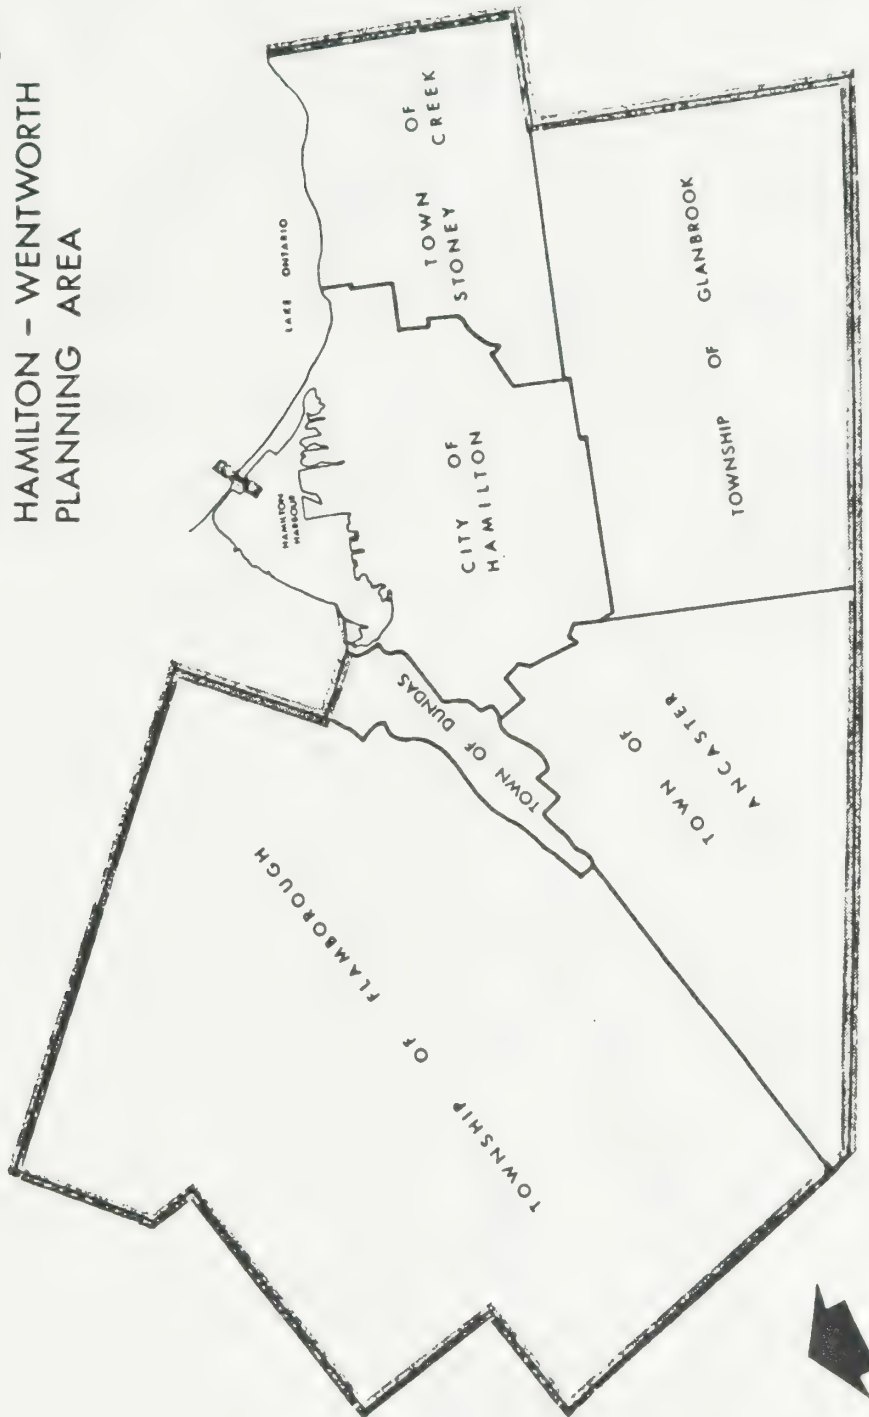 HAMILTON – WENTWORTH
PLANNING AREA
LAKE ONTARIO
HAMILTON
HARBOUR
TOWN OF
STONEY CREEK
CITY OF
HAMILTON
TOWNSHIP OF GLANBROOK
TOWN OF DUNDAS
TOWN OF
ANCASTER
TOWNSHIP OF FLAMBOROUGH